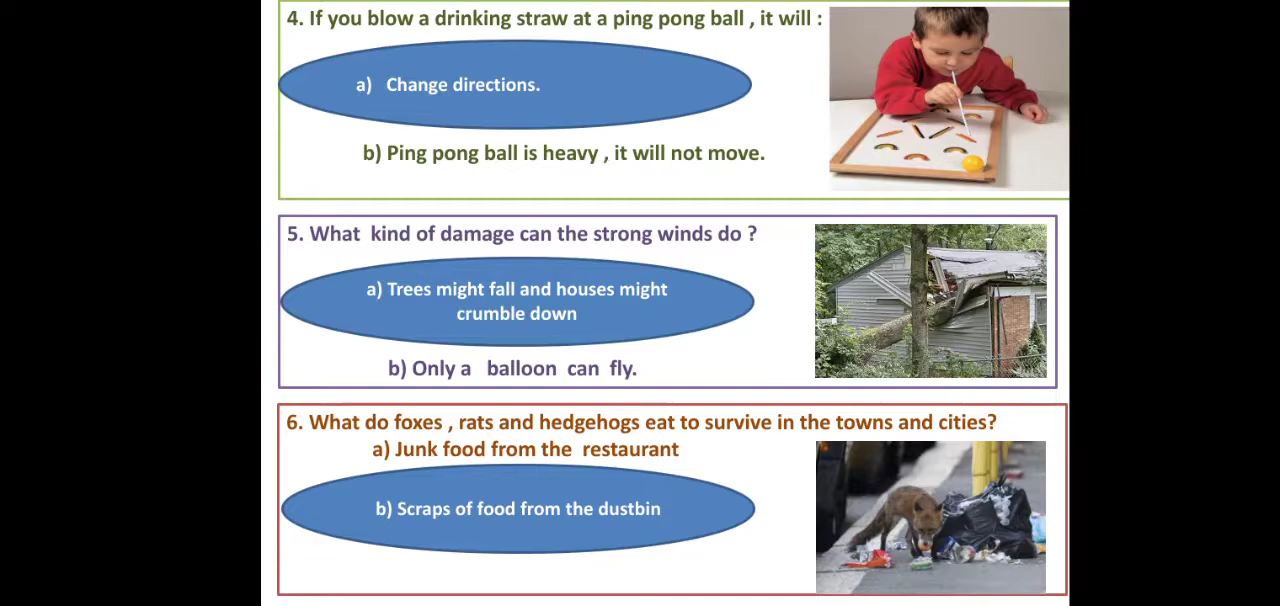 4. If you blow a drinking straw at a ping pong ball , it will :
a) Change directions.
b) Ping pong ball is heavy , it will not move.
5. What kind of damage can the strong winds do ?
a) Trees might fall and houses might
crumble down
b) Only a balloon can fly.
6. What do foxes , rats and hedgehogs eat to survive in the towns and cities?
a) Junk food from the restaurant
b) Scraps of food from the dustbin